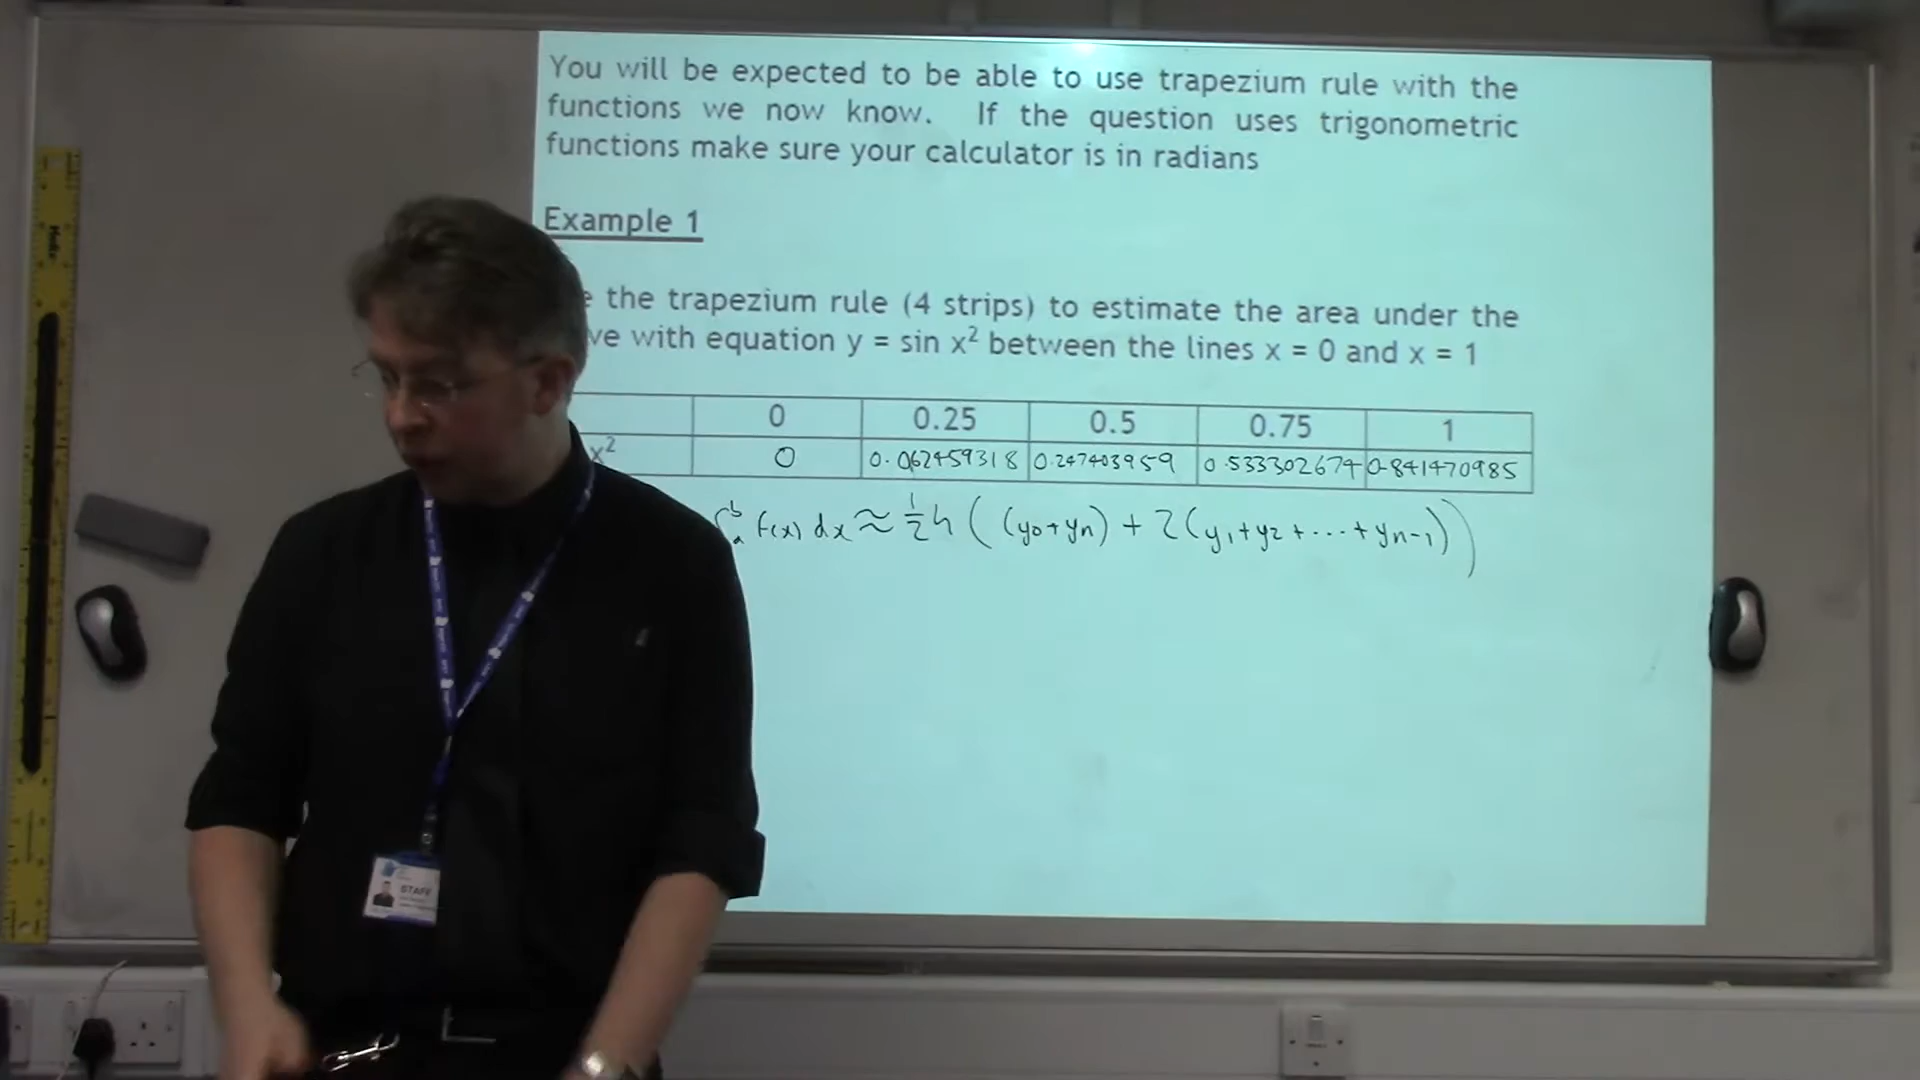 You will be expected to be able to use trapezium rule with the
functions we now know. If the question uses trigonometric
functions make sure your calculator is in radians
Example 1
the trapezium rule (4 strips) to estimate the area under the
with equation y = sin x² between the lines x = 0 and x = 1
0 0.25 0.5 0.75 1
x² 0 0.062459318 0.247403959 0.533302674 0.841470985
∫ₐᵇ f(x) dx ≈ ½h ((y₀+yₙ) + 2(y₁+y₂+...+yₙ₋₁))
STAFF